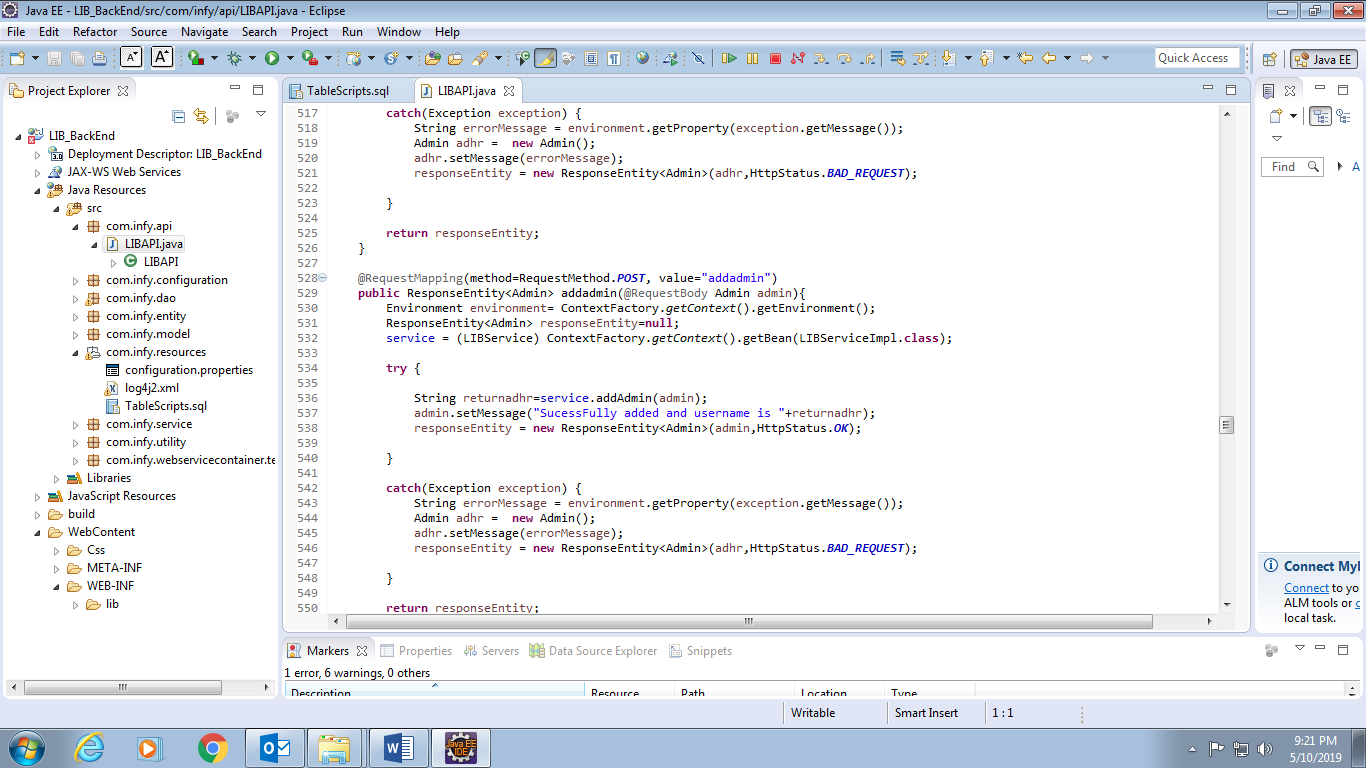 Java EE - LIB_BackEnd/src/com/infy/api/LIBAPI.java - Eclipse
File Edit Refactor Source Navigate Search Project Run Window Help
A A Quick Access Java EE
Project Explorer
TableScripts.sql LIBAPI.java
LIB_BackEnd
Deployment Descriptor: LIB_BackEnd
JAX-WS Web Services
Java Resources
src
com.infy.api
LIBAPI.java
LIBAPI
com.infy.configuration
com.infy.dao
com.infy.entity
com.infy.model
com.infy.resources
configuration.properties
log4j2.xml
TableScripts.sql
com.infy.service
com.infy.utility
com.infy.webservicecontainer.te
Libraries
JavaScript Resources
build
WebContent
Css
META-INF
WEB-INF
lib
517 catch(Exception exception) {
518 String errorMessage = environment.getProperty(exception.getMessage());
519 Admin adhr =  new Admin();
520 adhr.setMessage(errorMessage);
521 responseEntity = new ResponseEntity<Admin>(adhr,HttpStatus.BAD_REQUEST);
522
523 }
524
525 return responseEntity;
526 }
527
528 @RequestMapping(method=RequestMethod.POST, value="addadmin")
529 public ResponseEntity<Admin> addadmin(@RequestBody Admin admin){
530 Environment environment= ContextFactory.getContext().getEnvironment();
531 ResponseEntity<Admin> responseEntity=null;
532 service = (LIBService) ContextFactory.getContext().getBean(LIBServiceImpl.class);
533
534 try {
535
536 String returnadhr=service.addAdmin(admin);
537 admin.setMessage("SucessFully added and username is "+returnadhr);
538 responseEntity = new ResponseEntity<Admin>(admin,HttpStatus.OK);
539
540 }
541
542 catch(Exception exception) {
543 String errorMessage = environment.getProperty(exception.getMessage());
544 Admin adhr =  new Admin();
545 adhr.setMessage(errorMessage);
546 responseEntity = new ResponseEntity<Admin>(adhr,HttpStatus.BAD_REQUEST);
547
548 }
549
550 return responseEntity;
Find A
Connect Myl
Connect to yo
ALM tools or c
local task.
Markers Properties Servers Data Source Explorer Snippets
1 error, 6 warnings, 0 others
Description Resource Path Location Type
Writable Smart Insert 1 : 1
Java EE
IDE
9:21 PM
5/10/2019